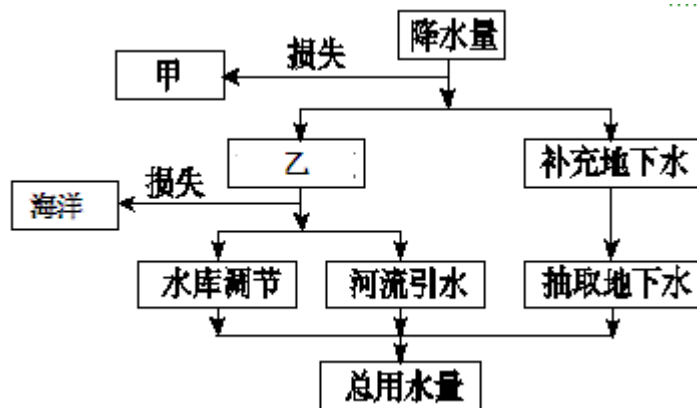 降水量
损失
甲
乙
补充地下水
损失
海洋
水库调节
河流引水
抽取地下水
总用水量